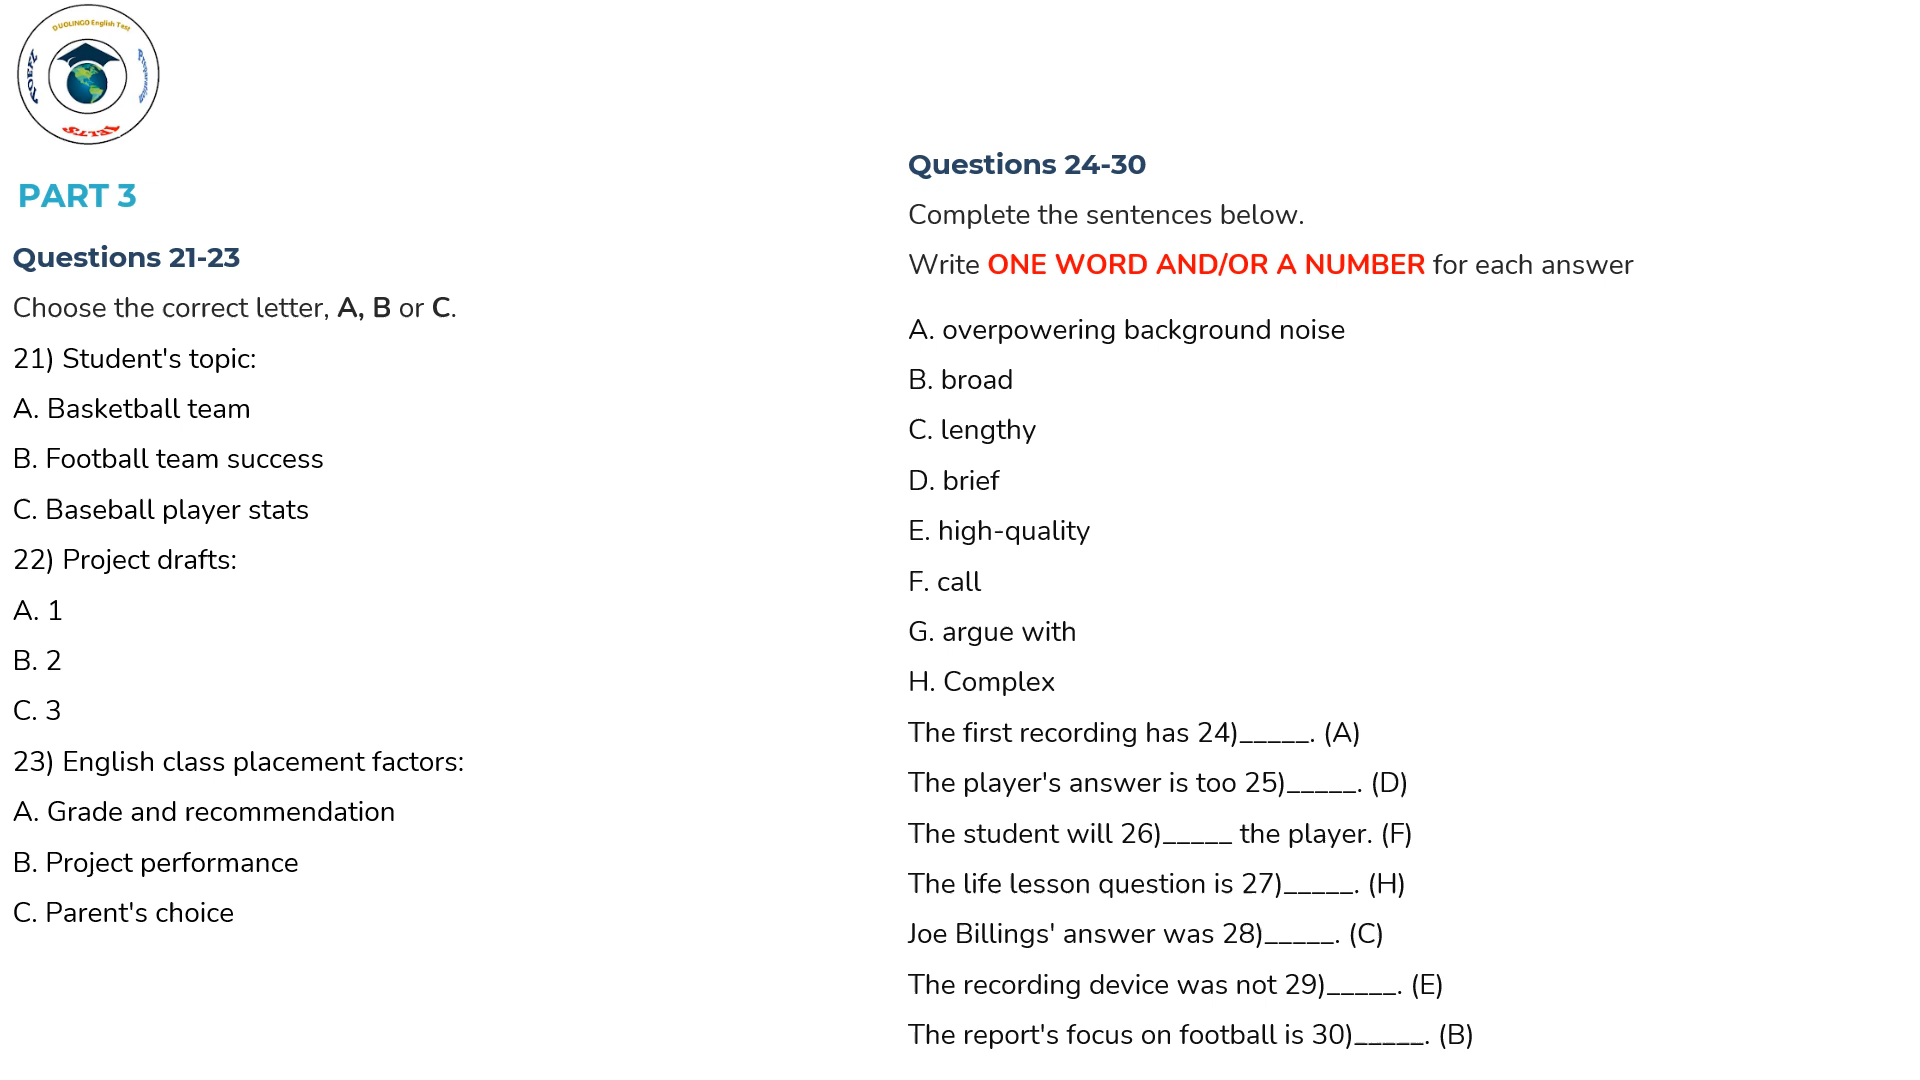 DUOLINGO English Test
IELTS
PART 3
Questions 21-23
Choose the correct letter, A, B or C.
21) Student's topic:
A. Basketball team
B. Football team success
C. Baseball player stats
22) Project drafts:
A. 1
B. 2
C. 3
23) English class placement factors:
A. Grade and recommendation
B. Project performance
C. Parent's choice
Questions 24-30
Complete the sentences below.
Write ONE WORD AND/OR A NUMBER for each answer
A. overpowering background noise
B. broad
C. lengthy
D. brief
E. high-quality
F. call
G. argue with
H. Complex
The first recording has 24)_____. (A)
The player's answer is too 25)_____. (D)
The student will 26)_____ the player. (F)
The life lesson question is 27)_____. (H)
Joe Billings' answer was 28)_____. (C)
The recording device was not 29)_____. (E)
The report's focus on football is 30)_____. (B)